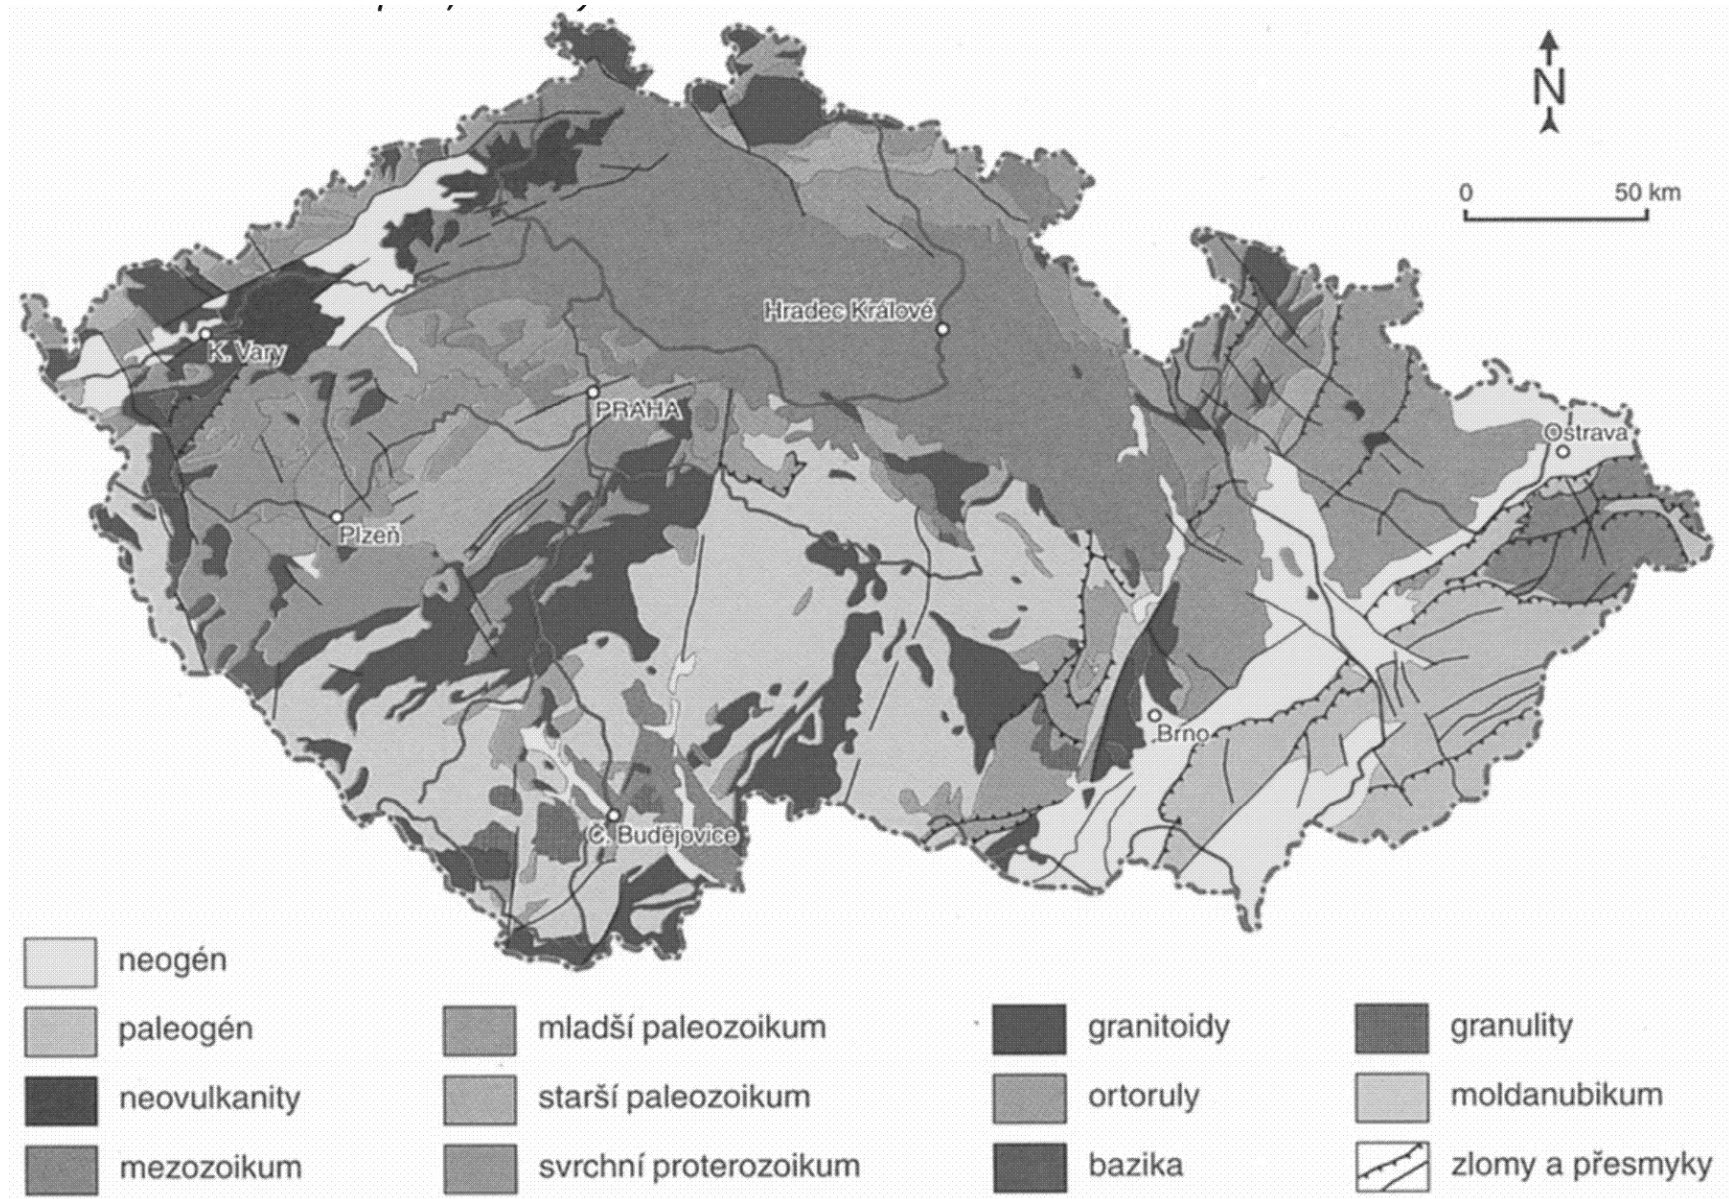 N
0 50 km
Hradec Králové
K. Vary
PRAHA
Ostrava
Plzeň
Brno
Č. Budějovice
neogén
paleogén
neovulkanity
mezozoikum
mladší paleozoikum
starší paleozoikum
svrchní proterozoikum
granitoidy
ortoruly
bazika
granulity
moldanubikum
zlomy a přesmyky